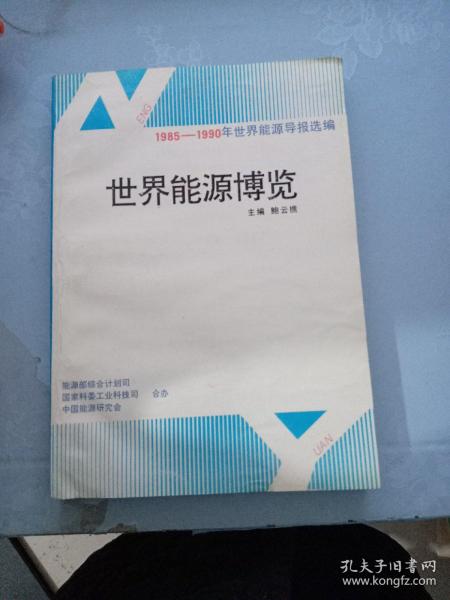 ENG
1985—1990年世界能源导报选编
世界能源博览
主编 鲍云樵
能源部综合计划司
国家科委工业科技司 合办
中国能源研究会
UAN
孔夫子旧书网
www.kongfz.com